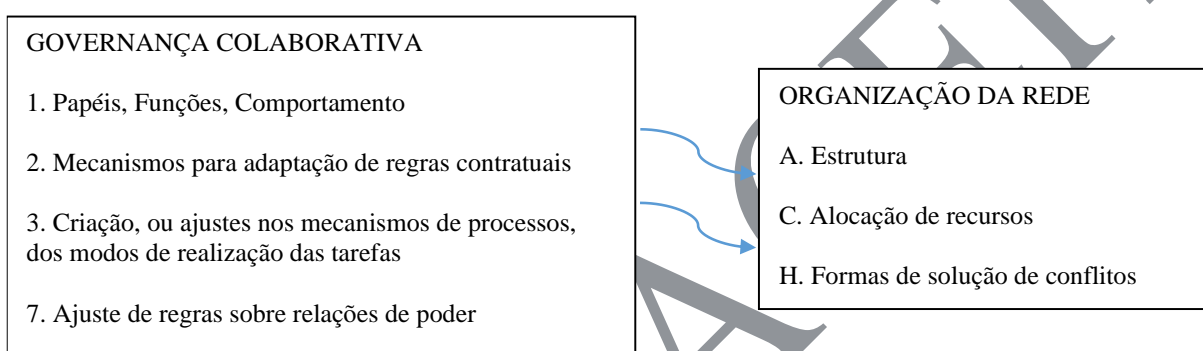 GOVERNANÇA COLABORATIVA
1. Papéis, Funções, Comportamento
2. Mecanismos para adaptação de regras contratuais
3. Criação, ou ajustes nos mecanismos de processos,
dos modos de realização das tarefas
7. Ajuste de regras sobre relações de poder
ORGANIZAÇÃO DA REDE
A. Estrutura
C. Alocação de recursos
H. Formas de solução de conflitos